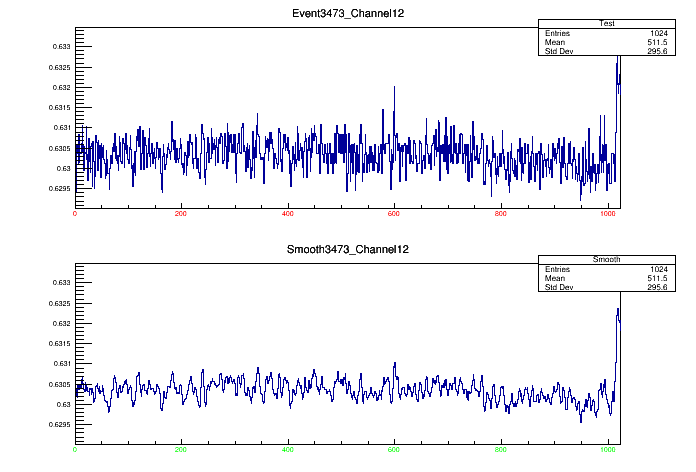 Event3473_Channel12
Test
Entries 1024
Mean 511.5
Std Dev 295.6
0.633
0.6325
0.632
0.6315
0.631
0.6305
0.63
0.6295
0 200 400 600 800 1000
Smooth3473_Channel12
Smooth
Entries 1024
Mean 511.5
Std Dev 295.6
0.633
0.6325
0.632
0.6315
0.631
0.6305
0.63
0.6295
0 200 400 600 800 1000